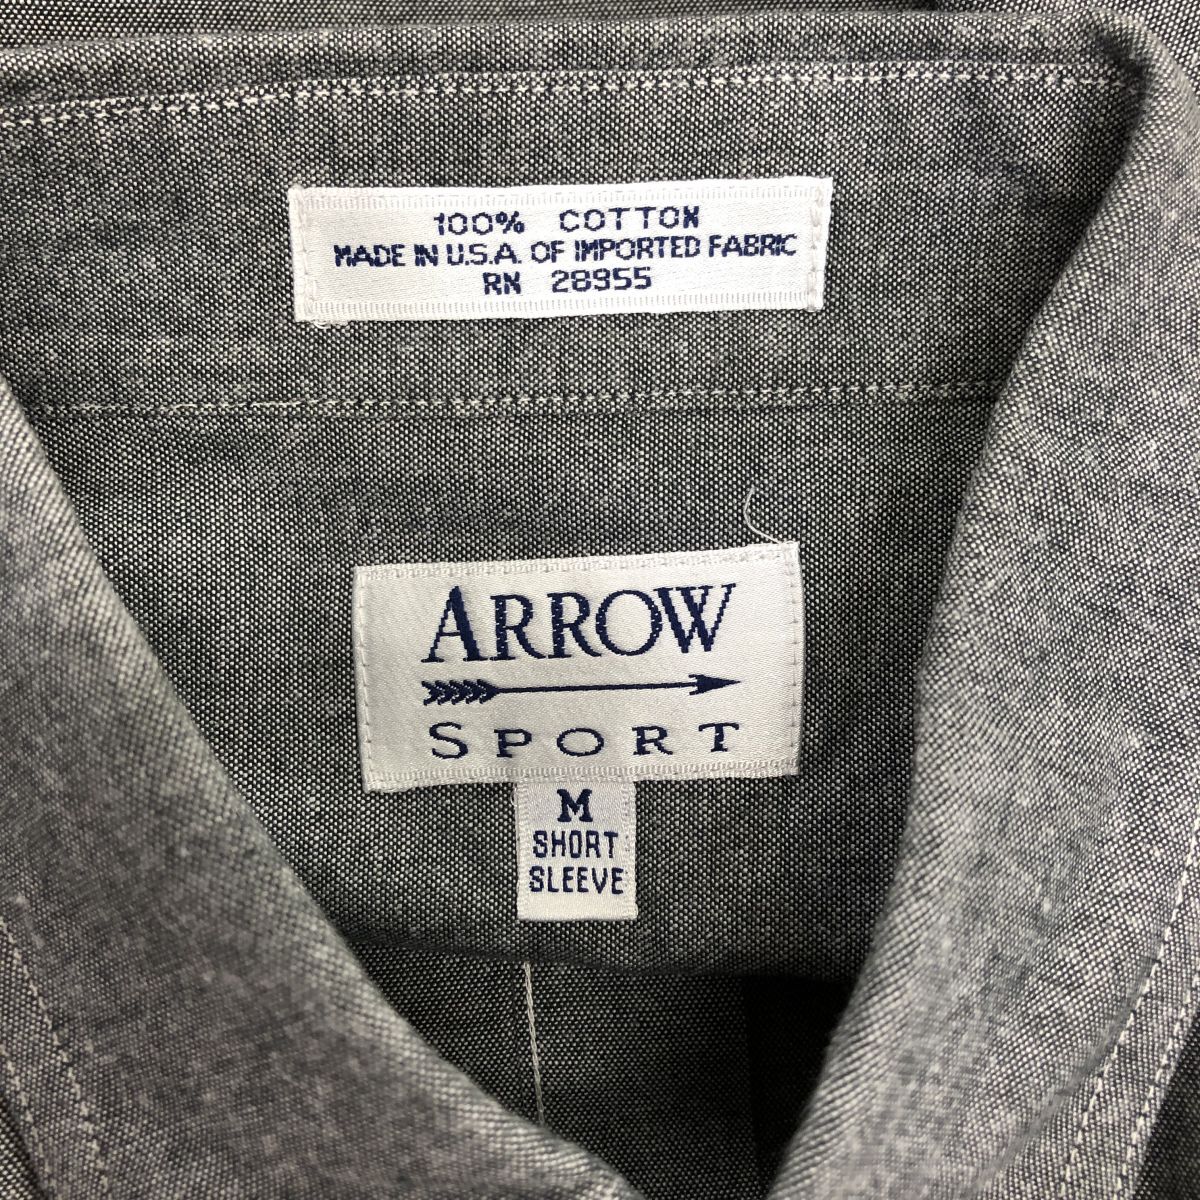 100% COTTON
MADE IN U.S.A. OF IMPORTED FABRIC
RN 28955
ARROW
SPORT
M
SHORT
SLEEVE